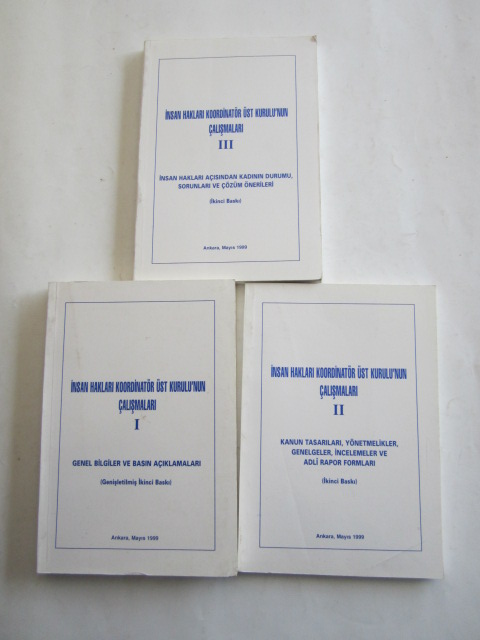 İNSAN HAKLARI KOORDİNATÖR ÜST KURULU'NUN
ÇALIŞMALARI
III
İNSAN HAKLARI AÇISINDAN KADININ DURUMU,
SORUNLARI VE ÇÖZÜM ÖNERİLERİ
(İkinci Baskı)
Ankara, Mayıs 1999
İNSAN HAKLARI KOORDİNATÖR ÜST KURULU'NUN
ÇALIŞMALARI
I
GENEL BİLGİLER VE BASIN AÇIKLAMALARI
(Genişletilmiş İkinci Baskı)
Ankara, Mayıs 1999
İNSAN HAKLARI KOORDİNATÖR ÜST KURULU'NUN
ÇALIŞMALARI
II
KANUN TASARILARI, YÖNETMELİKLER,
GENELGELER, İNCELEMELER VE
ADLİ RAPOR FORMLARI
(İkinci Baskı)
Ankara, Mayıs 1999